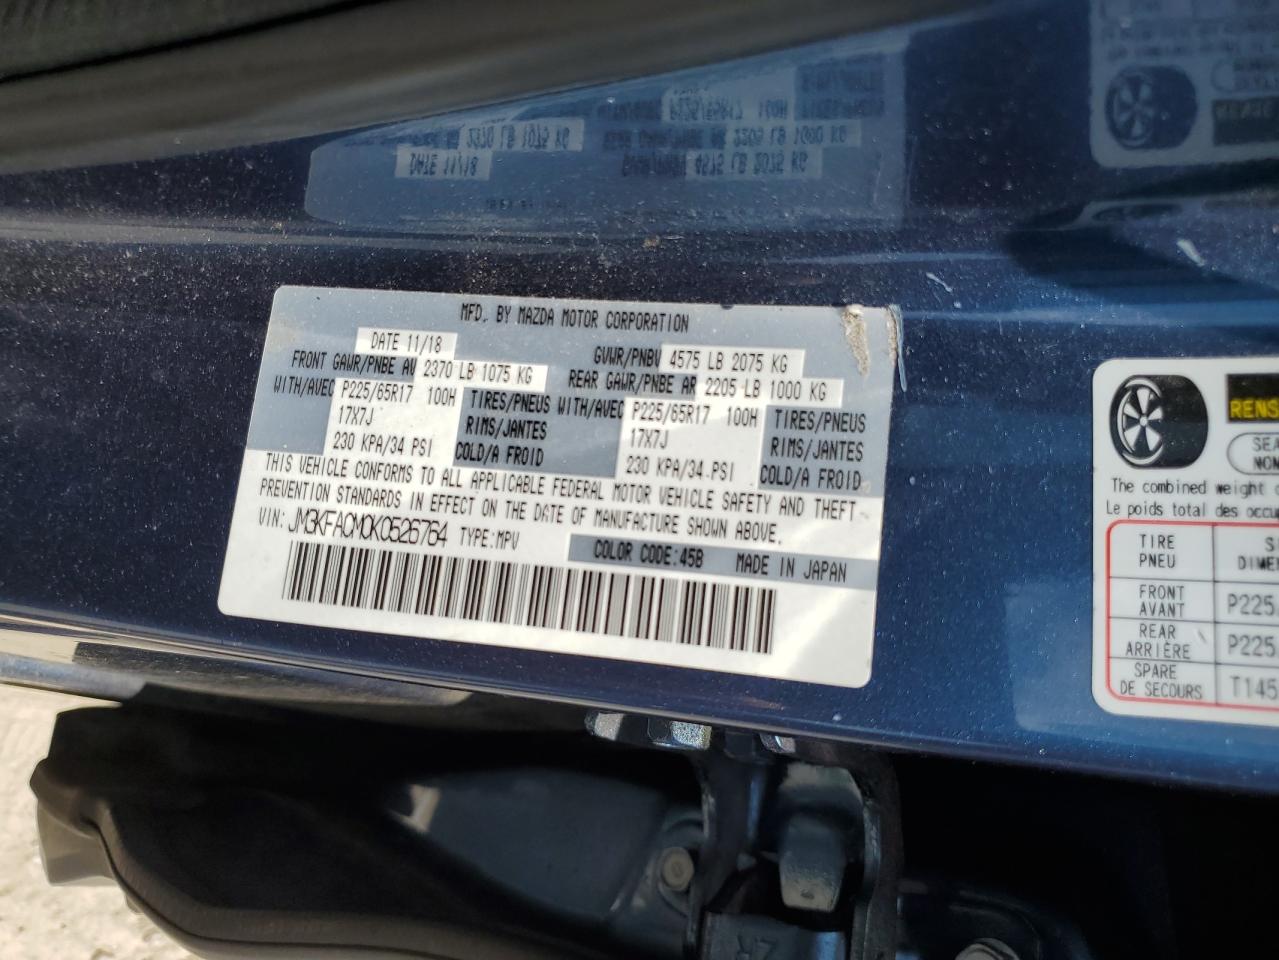 MFD. BY MAZDA MOTOR CORPORATION
DATE 11/18
GVWR/PNBV 4575 LB 2075 KG
FRONT GAWR/PNBE AV 2370 LB 1075 KG
REAR GAWR/PNBE AR 2205 LB 1000 KG
WITH/AVEC P225/65R17 100H TIRES/PNEUS
WITH/AVEC P225/65R17 100H TIRES/PNEUS
17X7J RIMS/JANTES
17X7J RIMS/JANTES
230 KPA/34 PSI COLD/A FROID
230 KPA/34 PSI COLD/A FROID
THIS VEHICLE CONFORMS TO ALL APPLICABLE FEDERAL MOTOR VEHICLE SAFETY AND THEFT
PREVENTION STANDARDS IN EFFECT ON THE DATE OF MANUFACTURE SHOWN ABOVE.
VIN: JM3KFACM0K0526764 TYPE:MPV
COLOR CODE:45B MADE IN JAPAN
RENS
SEA
NOM
The combined weight
Le poids total des occu
TIRE
PNEU
DIME
FRONT
AVANT
P225
REAR
ARRIÈRE
P225
SPARE
DE SECOURS
T145